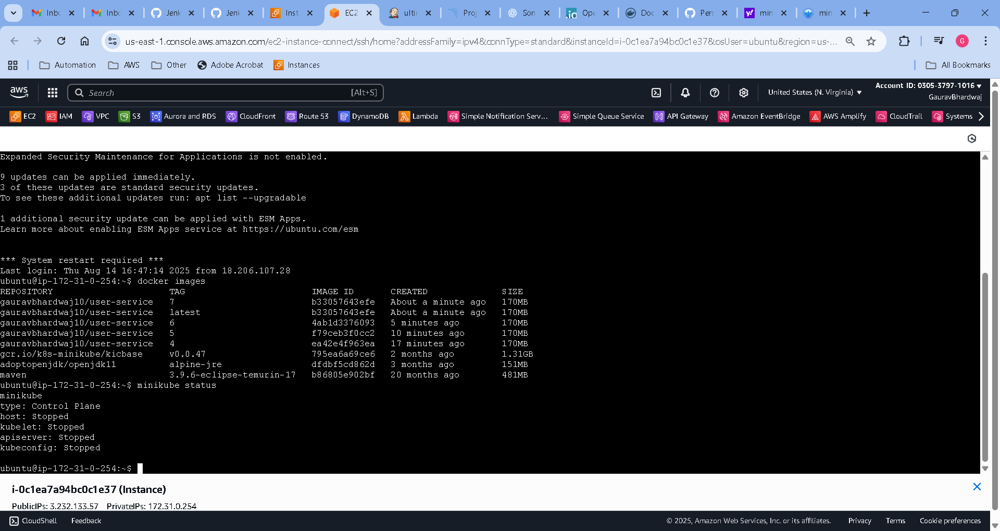 Inbc
Inbc
Jenk
Jenk
Inst
EC2
ultir
Proj
Son
Ope
Doc
Pers
min
min
us-east-1.console.aws.amazon.com/ec2-instance-connect/ssh/home?addressFamily=ipv4&connType=standard&instanceId=i-0c1ea7a94bc0c1e37&osUser=ubuntu&region=us-...
G
Automation
AWS
Other
Adobe Acrobat
Instances
All Bookmarks
aws
Search
[Alt+S]
United States (N. Virginia)
Account ID: 0305-3797-1016
GauravBhardwaj
EC2
IAM
VPC
S3
Aurora and RDS
CloudFront
Route 53
DynamoDB
Lambda
Simple Notification Serv...
Simple Queue Service
API Gateway
Amazon EventBridge
AWS Amplify
CloudTrail
Systems
Expanded Security Maintenance for Applications is not enabled.
9 updates can be applied immediately.
3 of these updates are standard security updates.
To see these additional updates run: apt list --upgradable
1 additional security update can be applied with ESM Apps.
Learn more about enabling ESM Apps service at https://ubuntu.com/esm
*** System restart required ***
Last login: Thu Aug 14 16:47:14 2025 from 18.206.107.28
ubuntu@ip-172-31-0-254:~$ docker images
REPOSITORY TAG IMAGE ID CREATED SIZE
gauravbhardwaj10/user-service 7 b33057643efe About a minute ago 170MB
gauravbhardwaj10/user-service latest b33057643efe About a minute ago 170MB
gauravbhardwaj10/user-service 6 4ab1d3376093 5 minutes ago 170MB
gauravbhardwaj10/user-service 5 f79ceb3f0cc2 10 minutes ago 170MB
gauravbhardwaj10/user-service 4 ea42e4f963ea 17 minutes ago 170MB
gcr.io/k8s-minikube/kicbase v0.0.47 795ea6a69ce6 2 months ago 1.31GB
adoptopenjdk/openjdk11 alpine-jre dfdbf5cd862d 3 months ago 151MB
maven 3.9.6-eclipse-temurin-17 b86805e902bf 20 months ago 481MB
ubuntu@ip-172-31-0-254:~$ minikube status
minikube
type: Control Plane
host: Stopped
kubelet: Stopped
apiserver: Stopped
kubeconfig: Stopped
ubuntu@ip-172-31-0-254:~$
i-0c1ea7a94bc0c1e37 (Instance)
PublicIPs: 3.232.133.57 PrivateIPs: 172.31.0.254
CloudShell
Feedback
© 2025, Amazon Web Services, Inc. or its affiliates.
Privacy
Terms
Cookie preferences